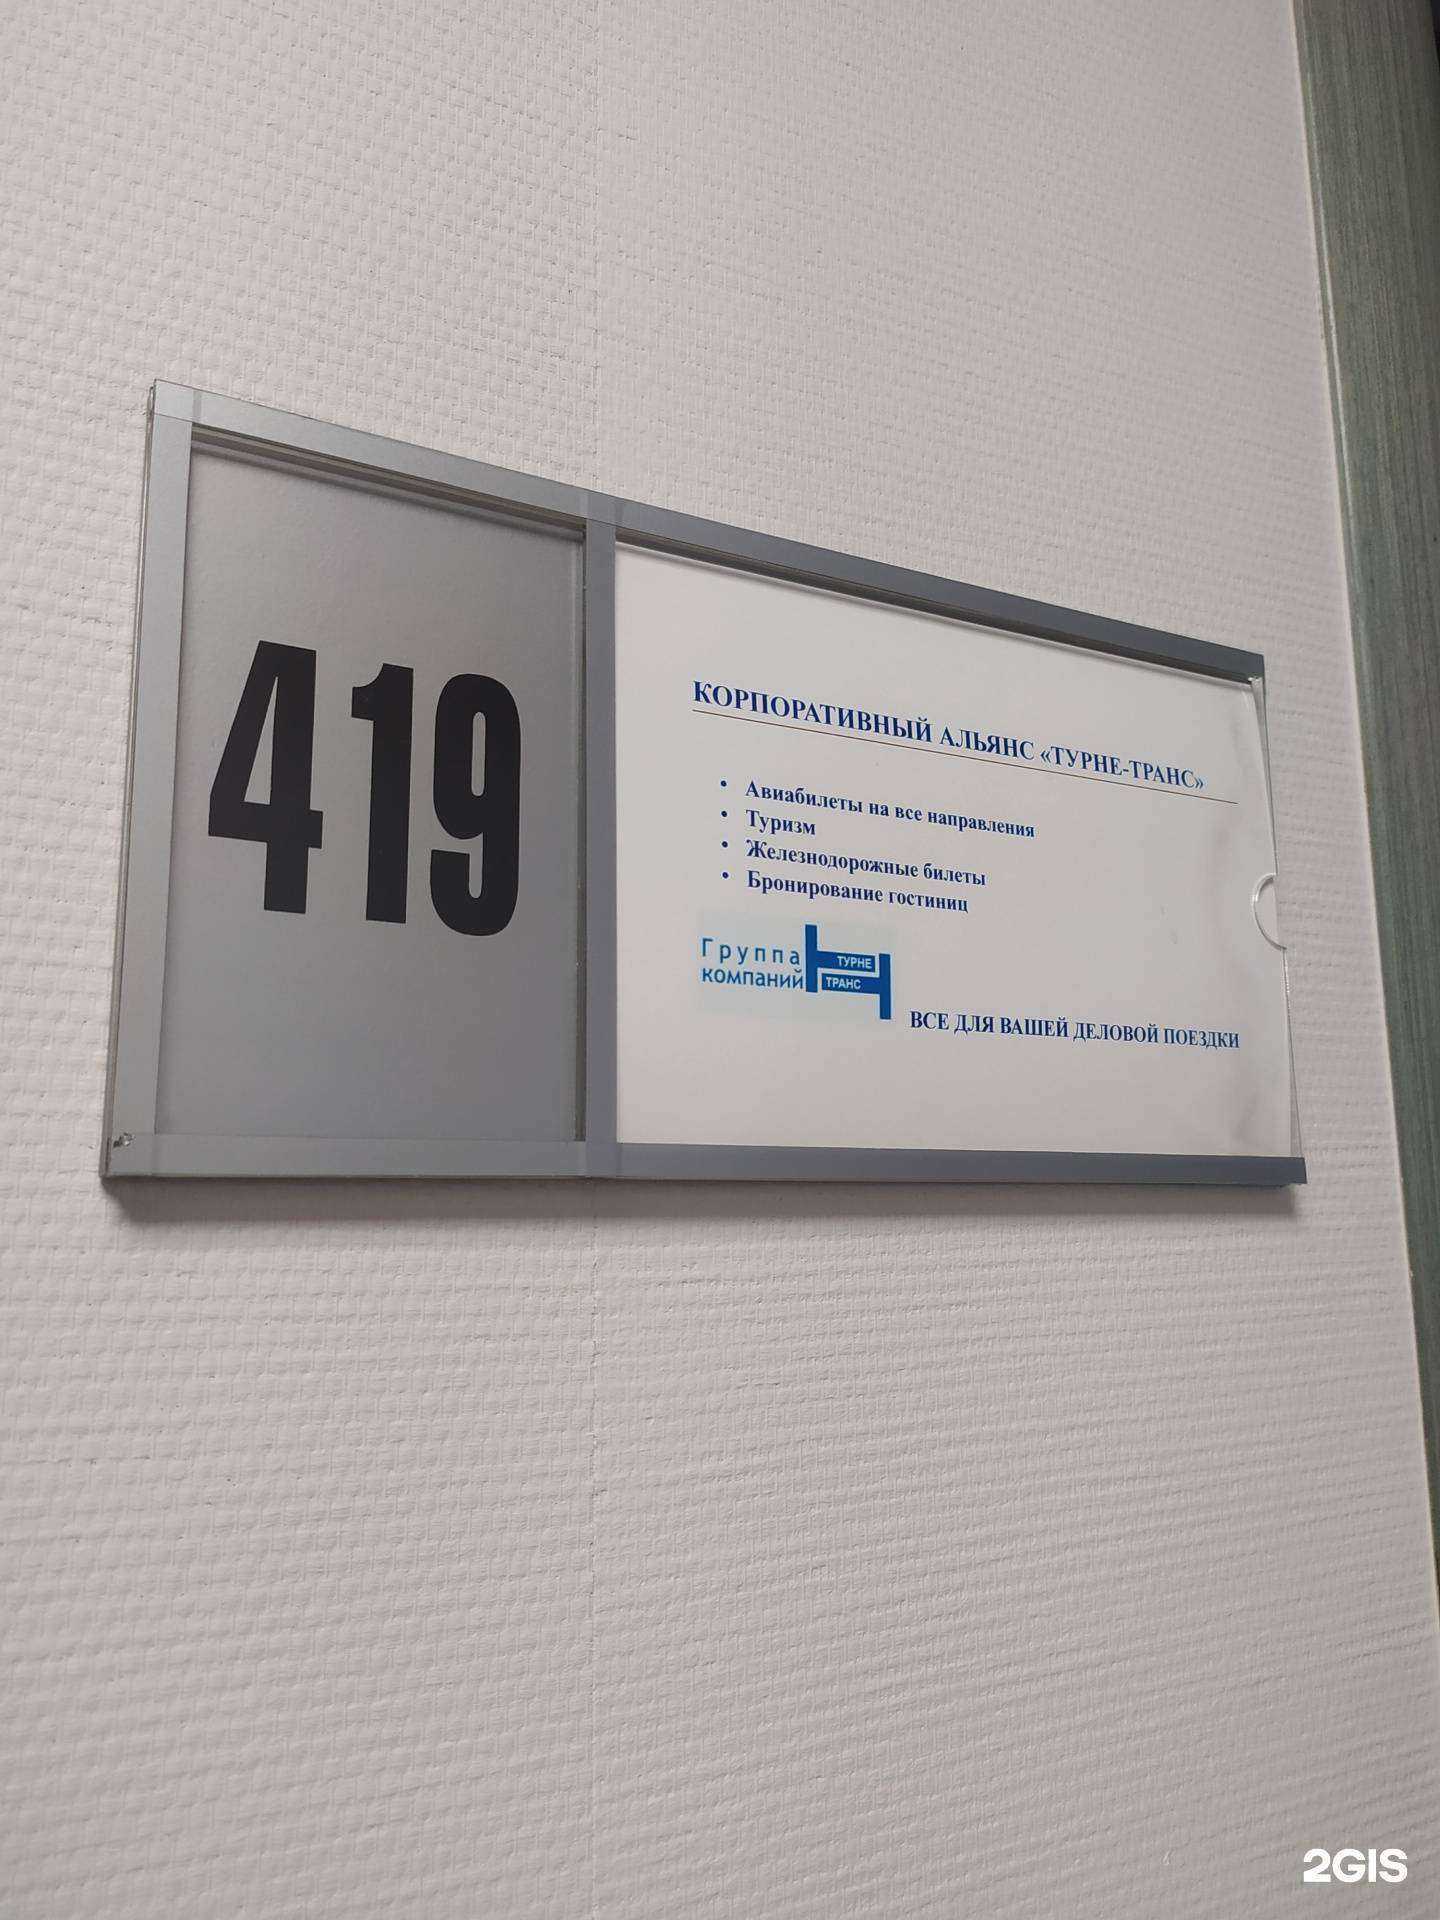 419
КОРПОРАТИВНЫЙ АЛЬЯНС «ТУРНЕ-ТРАНС»
• Авиабилеты на все направления
• Туризм
• Железнодорожные билеты
• Бронирование гостиниц
Группа
компаний
ТУРНЕ
ТРАНС
ВСЕ ДЛЯ ВАШЕЙ ДЕЛОВОЙ ПОЕЗДКИ
2GIS